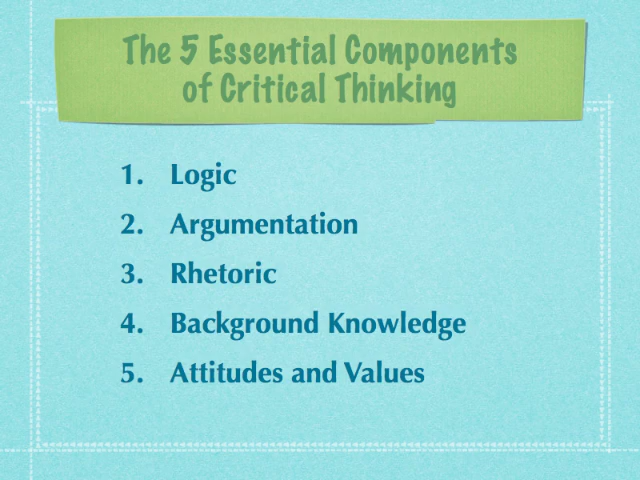 The 5 Essential Components
of Critical Thinking
1. Logic
2. Argumentation
3. Rhetoric
4. Background Knowledge
5. Attitudes and Values